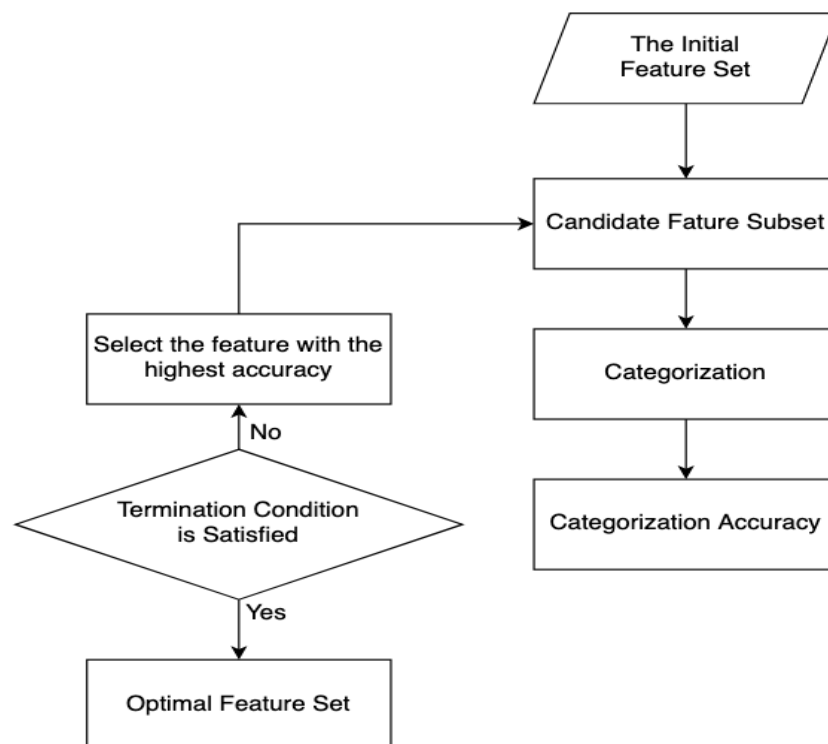 The Initial
Feature Set
Candidate Fature Subset
Categorization
Categorization Accuracy
Select the feature with the
highest accuracy
No
Termination Condition
is Satisfied
Yes
Optimal Feature Set